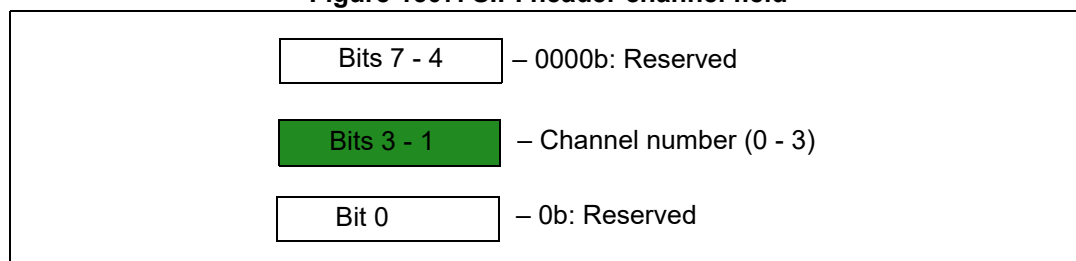 Bits 7 - 4 – 0000b: Reserved
Bits 3 - 1 – Channel number (0 - 3)
Bit 0 – 0b: Reserved